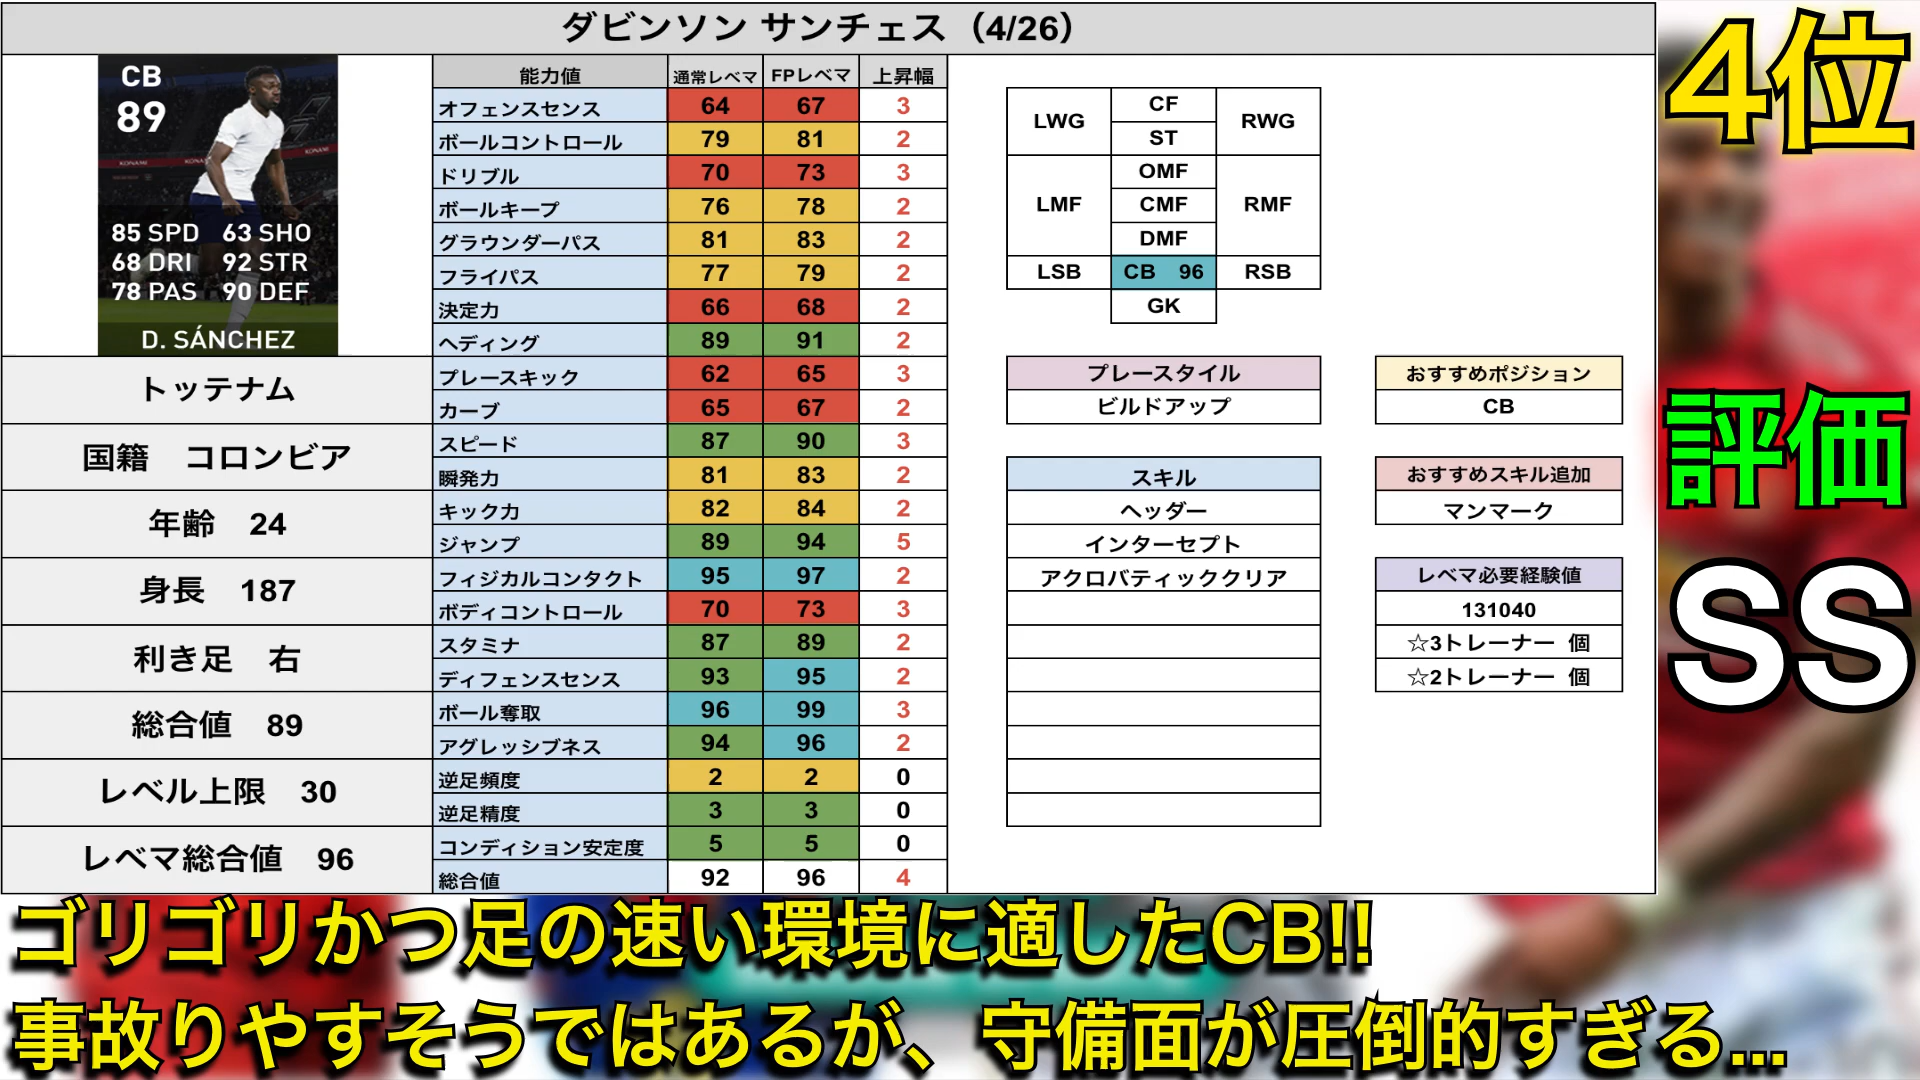 ダビンソン サンチェス（4/26）
4位
CB
89
KONAMI
85 SPD 63 SHO
68 DRI 92 STR
78 PAS 90 DEF
D. SÁNCHEZ
トッテナム
国籍 コロンビア
年齢 24
身長 187
利き足 右
総合値 89
レベル上限 30
レベマ総合値 96
能力値 通常レベマ FPレベマ 上昇幅
オフェンスセンス 64 67 3
ボールコントロール 79 81 2
ドリブル 70 73 3
ボールキープ 76 78 2
グラウンダーパス 81 83 2
フライパス 77 79 2
決定力 66 68 2
ヘディング 89 91 2
プレースキック 62 65 3
カーブ 65 67 2
スピード 87 90 3
瞬発力 81 83 2
キック力 82 84 2
ジャンプ 89 94 5
フィジカルコンタクト 95 97 2
ボディコントロール 70 73 3
スタミナ 87 89 2
ディフェンスセンス 93 95 2
ボール奪取 96 99 3
アグレッシブネス 94 96 2
逆足頻度 2 2 0
逆足精度 3 3 0
コンディション安定度 5 5 0
総合値 92 96 4
CF
LWG RWG
ST
OMF
LMF CMF RMF
DMF
LSB CB 96 RSB
GK
プレースタイル
ビルドアップ
おすすめポジション
CB
スキル
ヘッダー
インターセプト
アクロバティッククリア
おすすめスキル追加
マンマーク
レベマ必要経験値
131040
☆3トレーナー 個
☆2トレーナー 個
評価
SS
ゴリゴリかつ足の速い環境に適したCB!!
事故りやすそうではあるが、守備面が圧倒的すぎる...